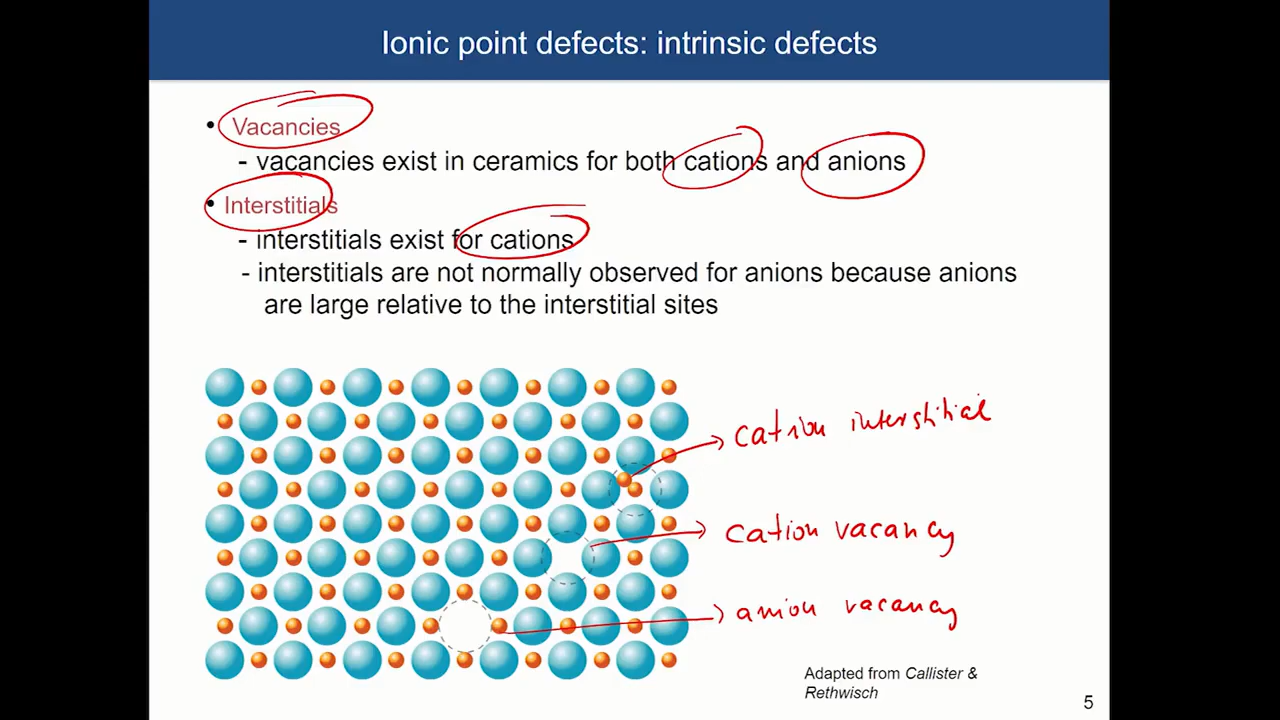 Ionic point defects: intrinsic defects
• Vacancies
- vacancies exist in ceramics for both cations and anions
• Interstitials
- interstitials exist for cations
- interstitials are not normally observed for anions because anions
are large relative to the interstitial sites
cation interstitial
cation vacancy
anion vacancy
Adapted from Callister &
Rethwisch
5